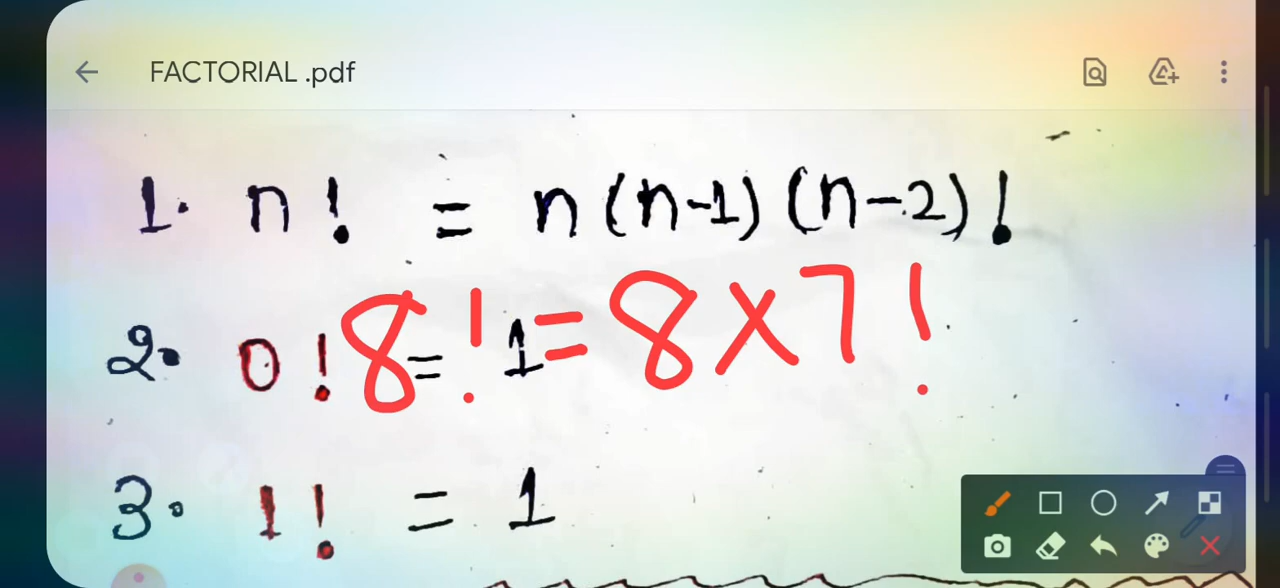 FACTORIAL .pdf
1. n! = n(n-1)(n-2)!
8! = 8×7!
2. 0! = 1
3. 1! = 1